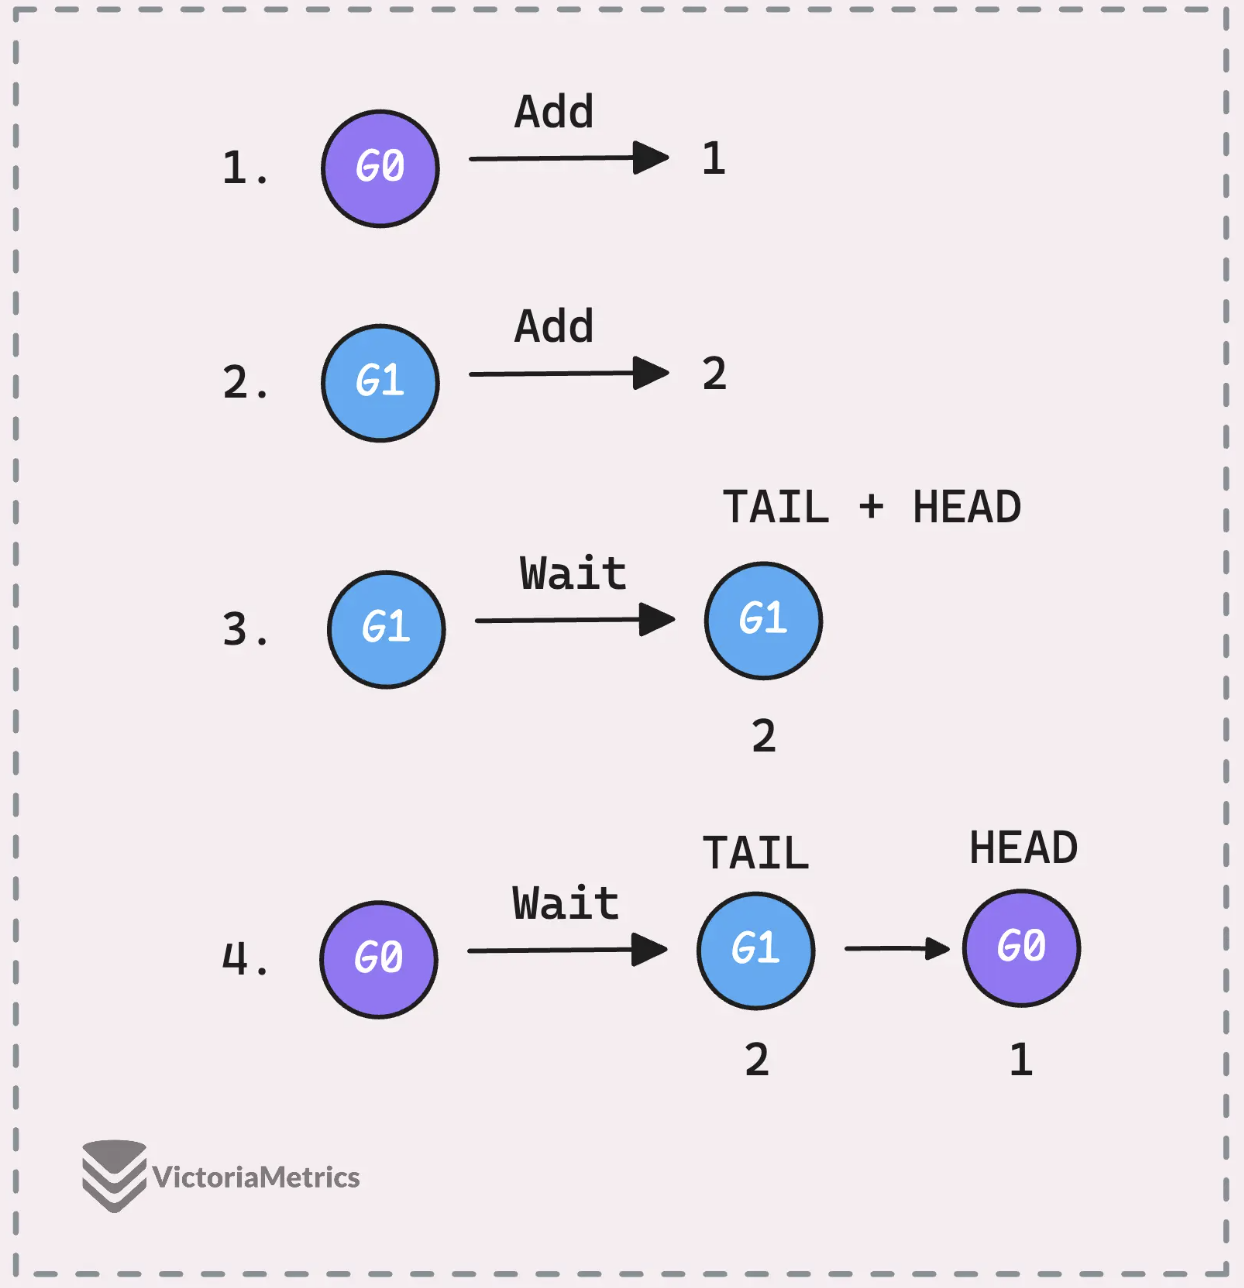 Add
1. G0 1
Add
2. G1 2
TAIL + HEAD
Wait
3. G1 G1
2
TAIL HEAD
Wait
4. G0 G1 G0
2 1
VictoriaMetrics